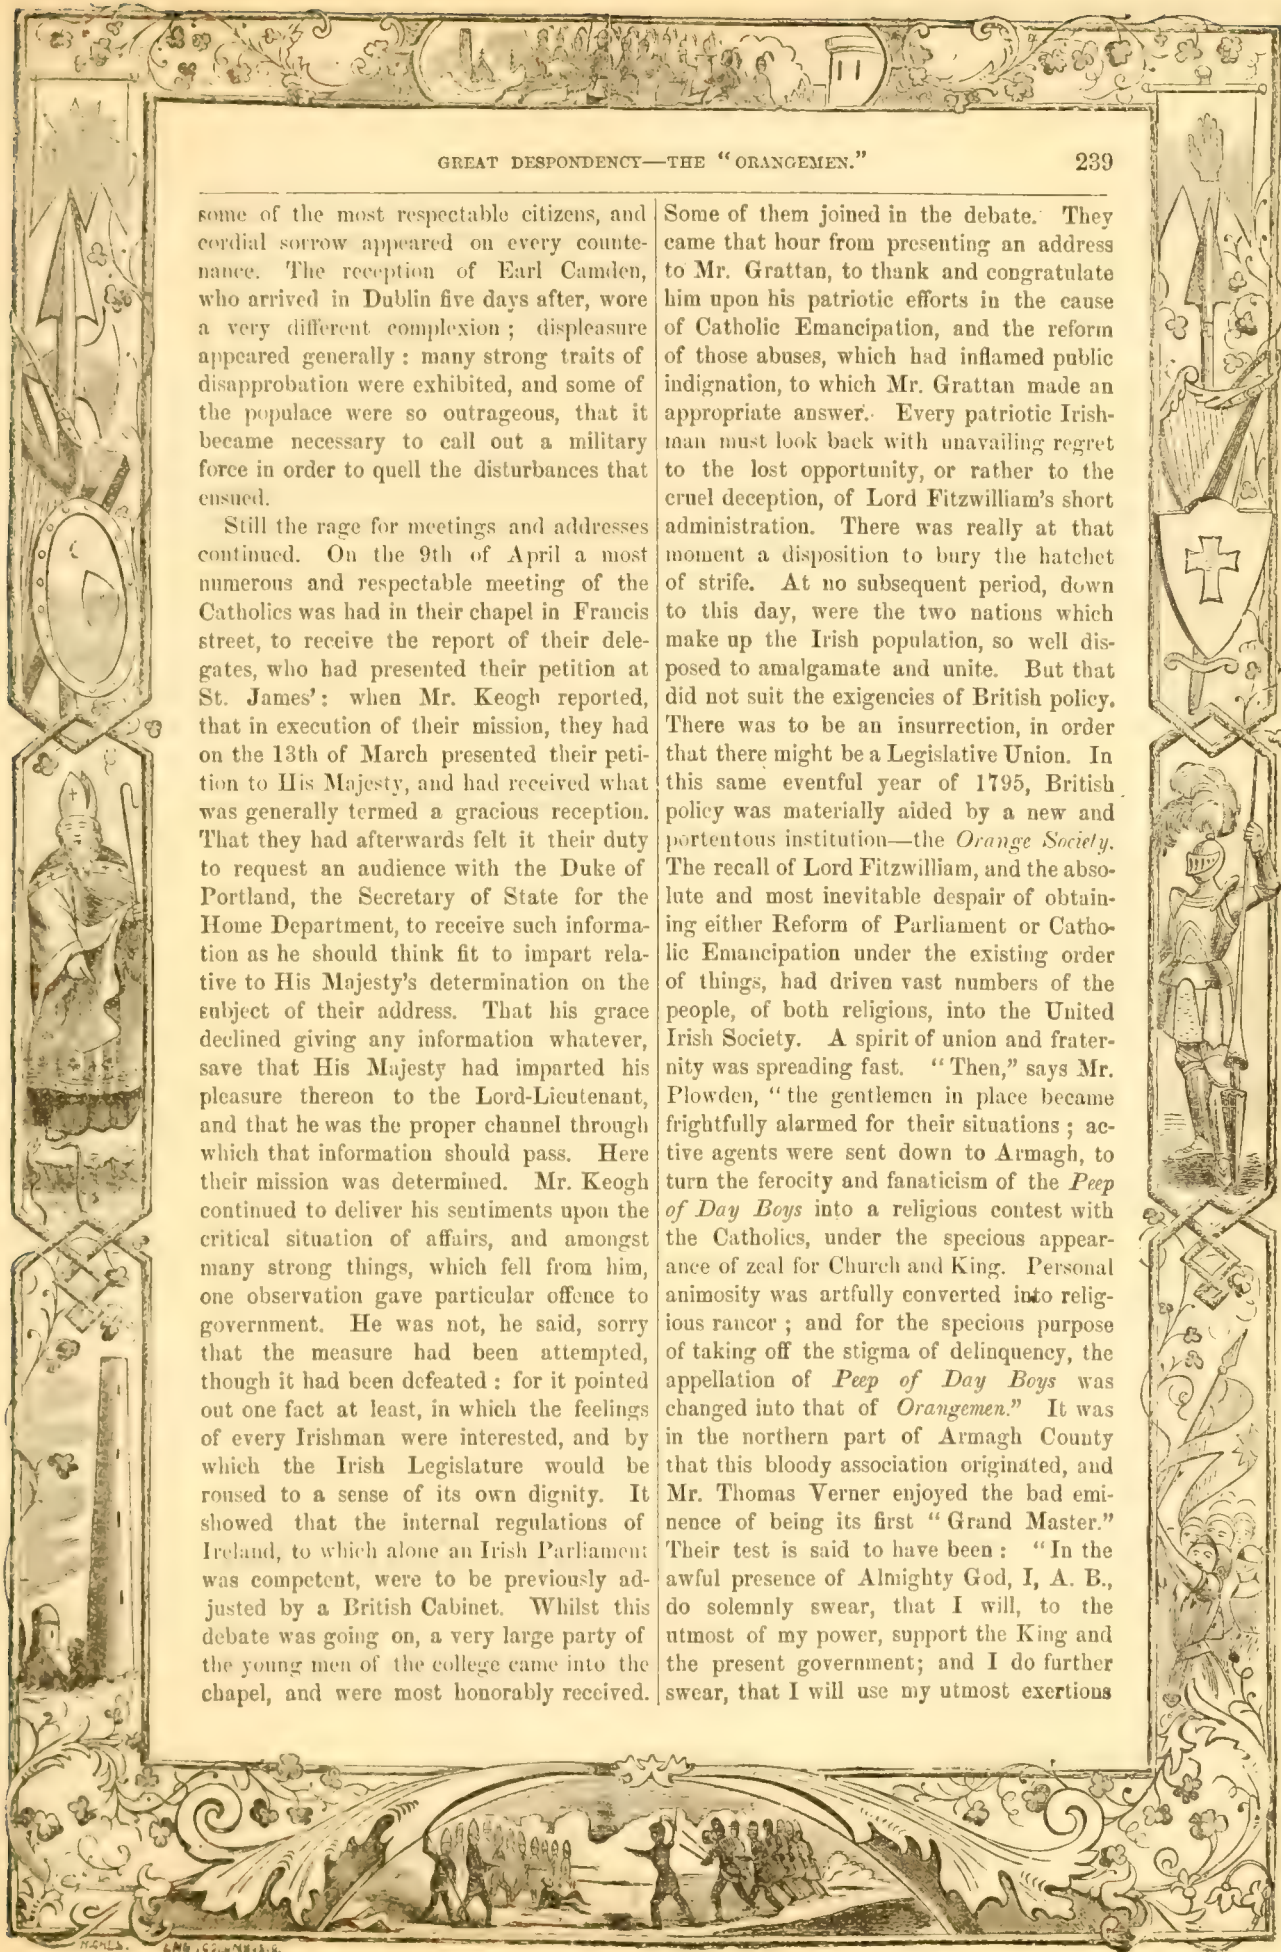 GREAT DESPONDENCY—THE “ORANGEMEN.” 239
some of the most respectable citizens, and
cordial sorrow appeared on every counte-
nance. The reception of Earl Camden,
who arrived in Dublin five days after, wore
a very different complexion ; displeasure
appeared generally : many strong traits of
disapprobation were exhibited, and some of
the populace were so outrageous, that it
became necessary to call out a military
force in order to quell the disturbances that
ensued.
Still the rage for meetings and addresses
continued. On the 9th of April a most
numerous and respectable meeting of the
Catholics was had in their chapel in Francis
street, to receive the report of their dele-
gates, who had presented their petition at
St. James’ : when Mr. Keogh reported,
that in execution of their mission, they had
on the 13th of March presented their peti-
tion to His Majesty, and had received what
was generally termed a gracious reception.
That they had afterwards felt it their duty
to request an audience with the Duke of
Portland, the Secretary of State for the
Home Department, to receive such informa-
tion as he should think fit to impart rela-
tive to His Majesty’s determination on the
subject of their address. That his grace
declined giving any information whatever,
save that His Majesty had imparted his
pleasure thereon to the Lord-Lieutenant,
and that he was the proper channel through
which that information should pass. Here
their mission was determined. Mr. Keogh
continued to deliver his sentiments upon the
critical situation of affairs, and amongst
many strong things, which fell from him,
one observation gave particular offence to
government. He was not, he said, sorry
that the measure had been attempted,
though it had been defeated : for it pointed
out one fact at least, in which the feelings
of every Irishman were interested, and by
which the Irish Legislature would be
roused to a sense of its own dignity. It
showed that the internal regulations of
Ireland, to which alone an Irish Parliament
was competent, were to be previously ad-
justed by a British Cabinet. Whilst this
debate was going on, a very large party of
the young men of the college came into the
chapel, and were most honorably received.
Some of them joined in the debate. They
came that hour from presenting an address
to Mr. Grattan, to thank and congratulate
him upon his patriotic efforts in the cause
of Catholic Emancipation, and the reform
of those abuses, which had inflamed public
indignation, to which Mr. Grattan made an
appropriate answer. Every patriotic Irish-
man must look back with unavailing regret
to the lost opportunity, or rather to the
cruel deception, of Lord Fitzwilliam’s short
administration. There was really at that
moment a disposition to bury the hatchet
of strife. At no subsequent period, down
to this day, were the two nations which
make up the Irish population, so well dis-
posed to amalgamate and unite. But that
did not suit the exigencies of British policy.
There was to be an insurrection, in order
that there might be a Legislative Union. In
this same eventful year of 1795, British
policy was materially aided by a new and
portentous institution—the Orange Society.
The recall of Lord Fitzwilliam, and the abso-
lute and most inevitable despair of obtain-
ing either Reform of Parliament or Catho-
lic Emancipation under the existing order
of things, had driven vast numbers of the
people, of both religions, into the United
Irish Society. A spirit of union and frater-
nity was spreading fast. “Then,” says Mr.
Plowden, “the gentlemen in place became
frightfully alarmed for their situations ; ac-
tive agents were sent down to Armagh, to
turn the ferocity and fanaticism of the Peep
of Day Boys into a religious contest with
the Catholics, under the specious appear-
ance of zeal for Church and King. Personal
animosity was artfully converted into relig-
ious rancor ; and for the specious purpose
of taking off the stigma of delinquency, the
appellation of Peep of Day Boys was
changed into that of Orangemen.” It was
in the northern part of Armagh County
that this bloody association originated, and
Mr. Thomas Verner enjoyed the bad emi-
nence of being its first “Grand Master.”
Their test is said to have been : “In the
awful presence of Almighty God, I, A. B.,
do solemnly swear, that I will, to the
utmost of my power, support the King and
the present government; and I do further
swear, that I will use my utmost exertions